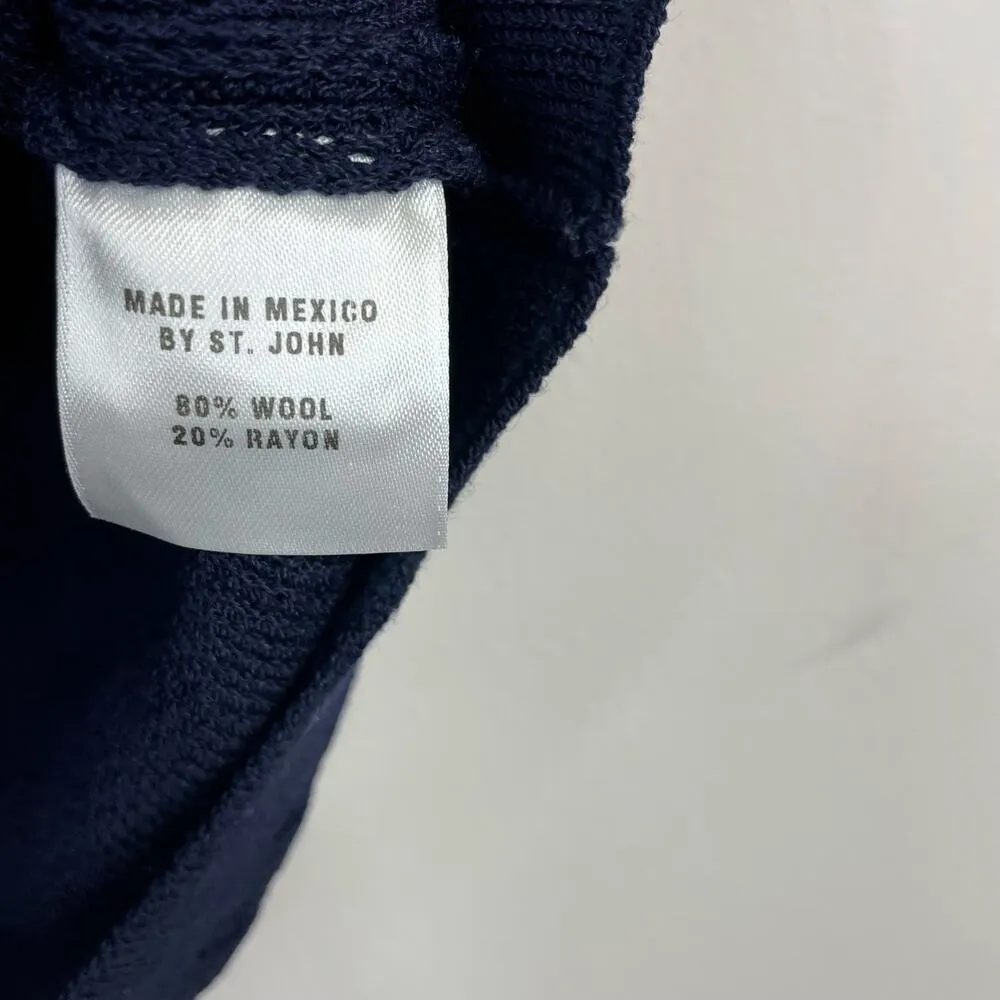 MADE IN MEXICO
BY ST. JOHN
80% WOOL
20% RAYON